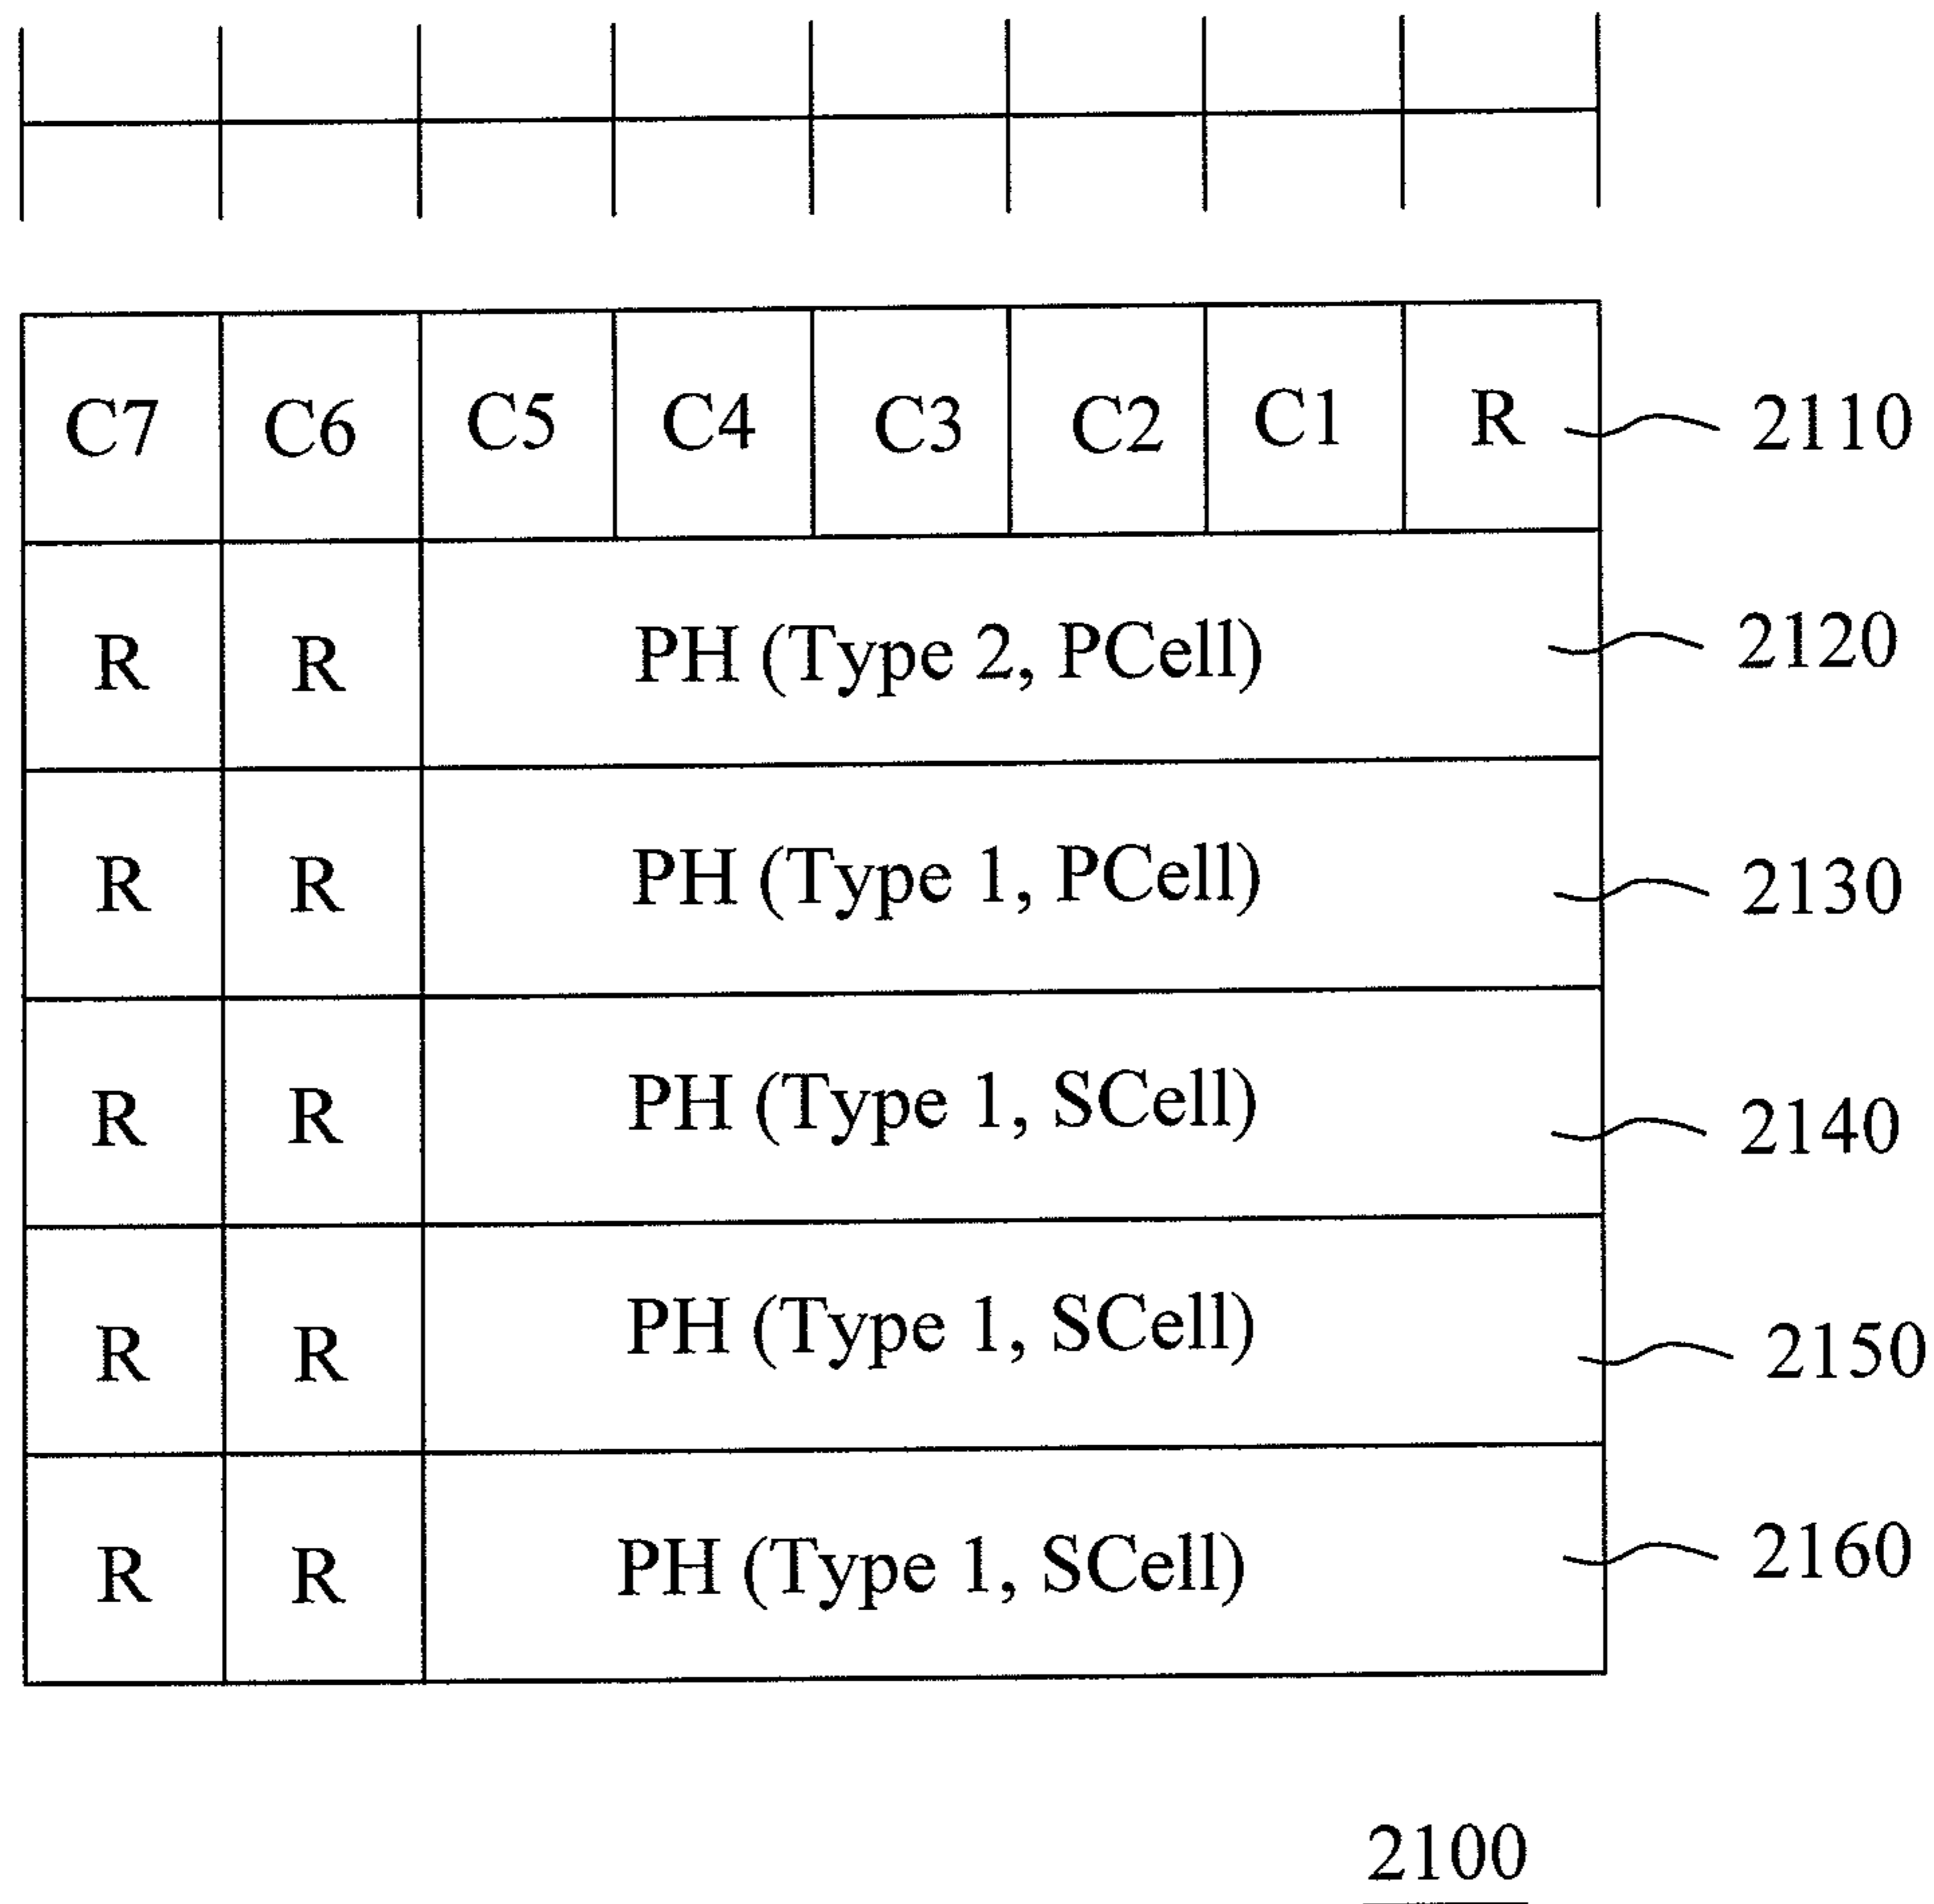 C7 C6 C5 C4 C3 C2 C1 R 2110
R R PH (Type 2, PCell) 2120
R R PH (Type 1, PCell) 2130
R R PH (Type 1, SCell) 2140
R R PH (Type 1, SCell) 2150
R R PH (Type 1, SCell) 2160
2100